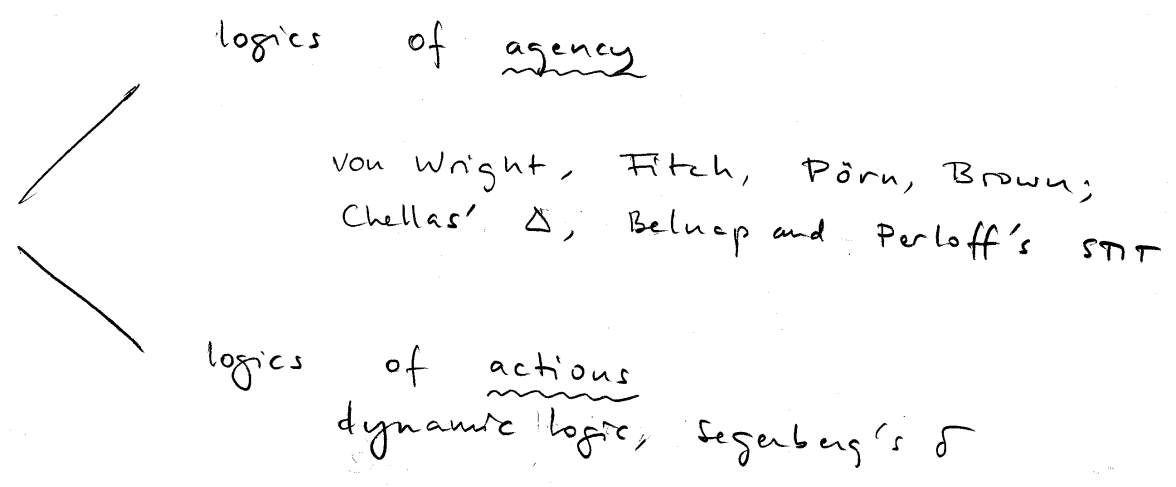 logics of agency
von Wright, Fitch, Pörn, Brown;
Chellas' Δ, Belnap and Perloff's STIT
logics of actions
dynamic logic, Segerberg's δ